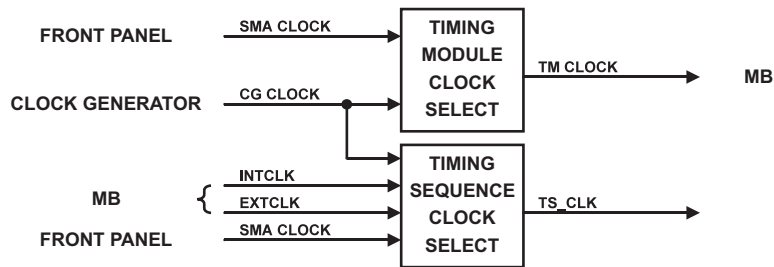 FRONT PANEL
SMA CLOCK
TIMING
MODULE
CLOCK
SELECT
TM CLOCK
MB
CLOCK GENERATOR
CG CLOCK
MB
INTCLK
EXTCLK
FRONT PANEL
SMA CLOCK
TIMING
SEQUENCE
CLOCK
SELECT
TS_CLK